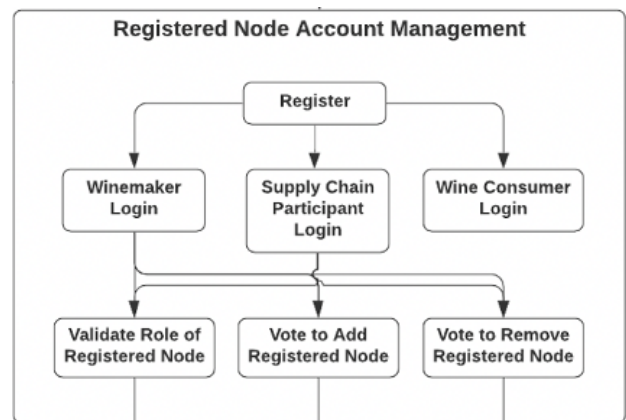 Registered Node Account Management
Register
Winemaker
Login
Supply Chain
Participant
Login
Wine Consumer
Login
Validate Role of
Registered Node
Vote to Add
Registered Node
Vote to Remove
Registered Node